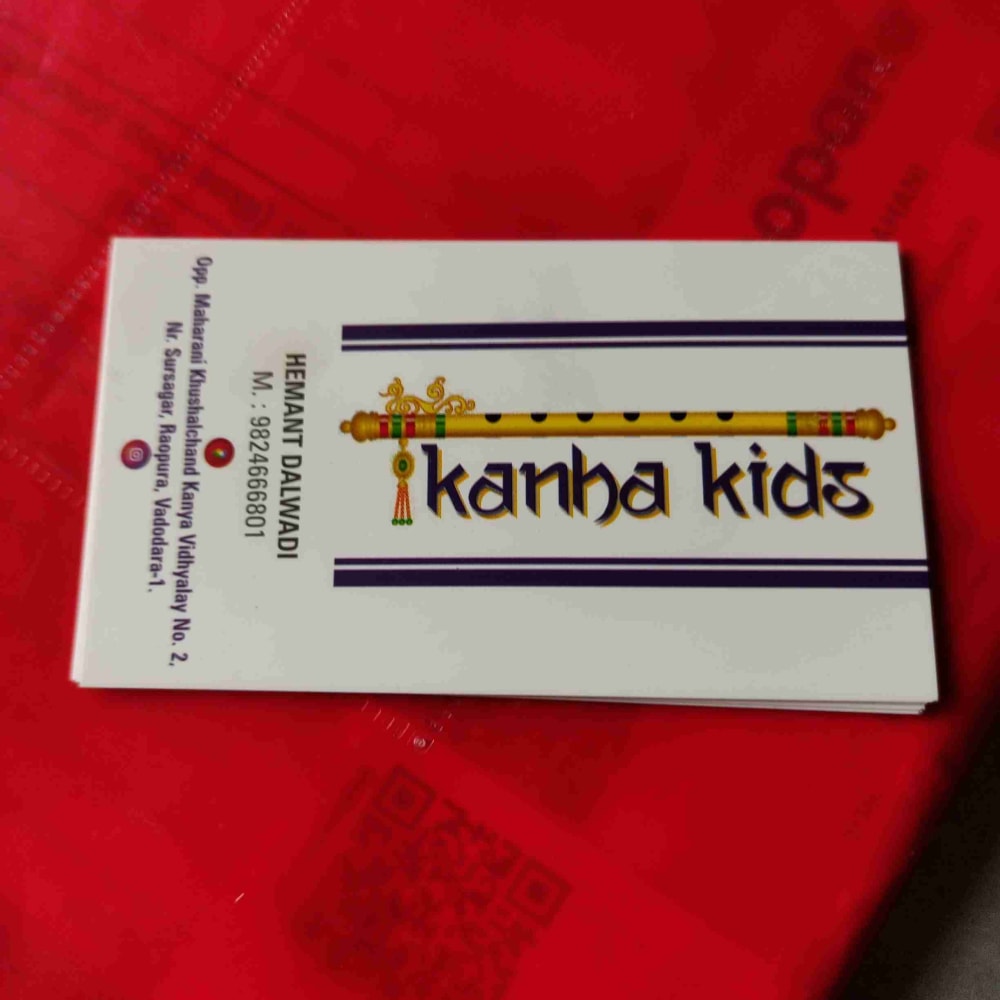 kanha kids
HEMANT DALWADI
M. : 9824666801
Opp. Maharani Khushalchand Kanya Vidhyalay No. 2,
Nr. Sursagar, Raopura, Vadodara-1.